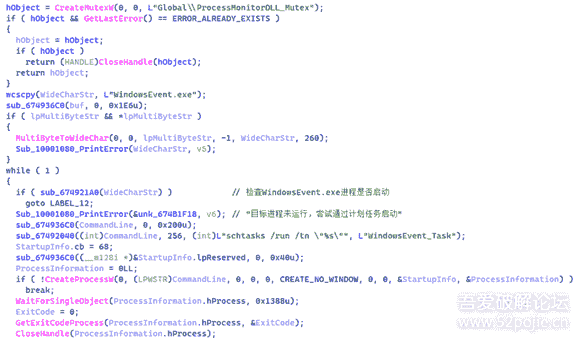 hObject = CreateMutexW(0, 0, L"Global\\ProcessMonitorDLL_Mutex");
if ( hObject && GetLastError() == ERROR_ALREADY_EXISTS )
{
hObject = hObject;
if ( hObject )
return (HANDLE)CloseHandle(hObject);
return hObject;
}
wcscpy(WideCharStr, L"WindowsEvent.exe");
sub_674936C0(buf, 0, 0x1E6u);
if ( lpMultiByteStr && *lpMultiByteStr )
{
MultiByteToWideChar(0, 0, lpMultiByteStr, -1, WideCharStr, 260);
Sub_10001080_PrintError(WideCharStr, v5);
}
while ( 1 )
{
if ( sub_674921A0(WideCharStr) ) // 检查WindowsEvent.exe进程是否启动
goto LABEL_12;
Sub_10001080_PrintError(&unk_674B1F18, v6); // "目标进程未运行，尝试通过计划任务启动"
sub_674936C0(CommandLine, 0, 0x200u);
sub_67492040((int)CommandLine, 256, (int)L"schtasks /run /tn \"%s\"", L"WindowsEvent_Task");
StartupInfo.cb = 68;
sub_674936C0((__m128i *)&StartupInfo.lpReserved, 0, 0x40u);
ProcessInformation = 0LL;
if ( !CreateProcessW(0, (LPWSTR)CommandLine, 0, 0, 0, CREATE_NO_WINDOW, 0, 0, &StartupInfo, &ProcessInformation) )
break;
WaitForSingleObject(ProcessInformation.hProcess, 0x1388u);
ExitCode = 0;
GetExitCodeProcess(ProcessInformation.hProcess, &ExitCode);
CloseHandle(ProcessInformation.hProcess);
吾爱破解论坛
www.52pojie.cn